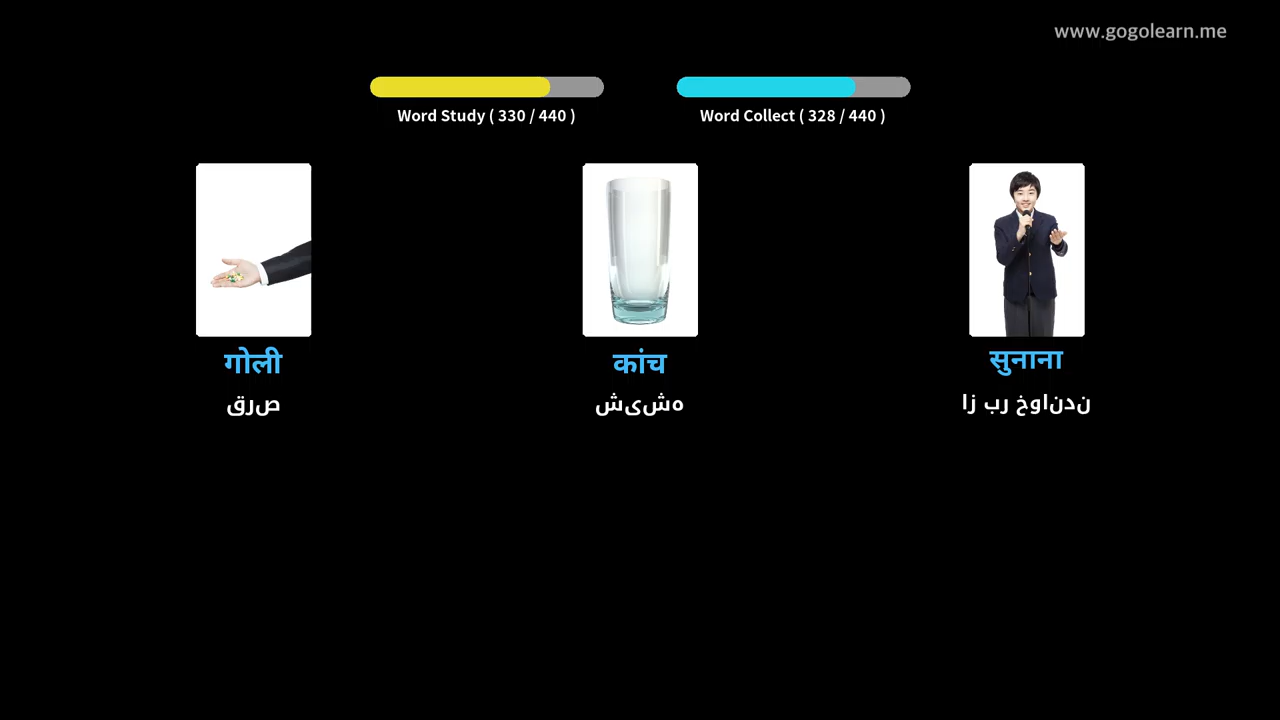 www.gogolearn.me
Word Study ( 330 / 440 )
Word Collect ( 328 / 440 )
गोली
कांच
सुनाना
قرص
شیشه
از بر خواندن